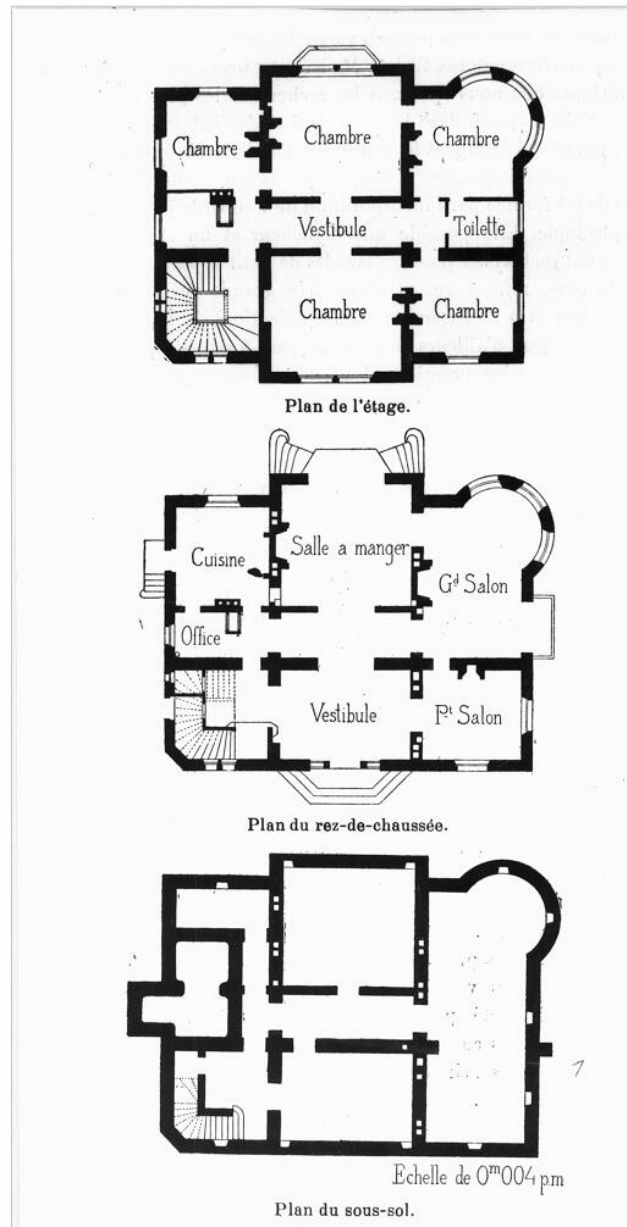 Chambre
Chambre
Chambre
Vestibule
Toilette
Chambre
Chambre
Plan de l'étage.
Cuisine
Salle a manger
Gd Salon
Office
Vestibule
Pt Salon
Plan du rez-de-chaussée.
Echelle de 0m004 p.m
Plan du sous-sol.